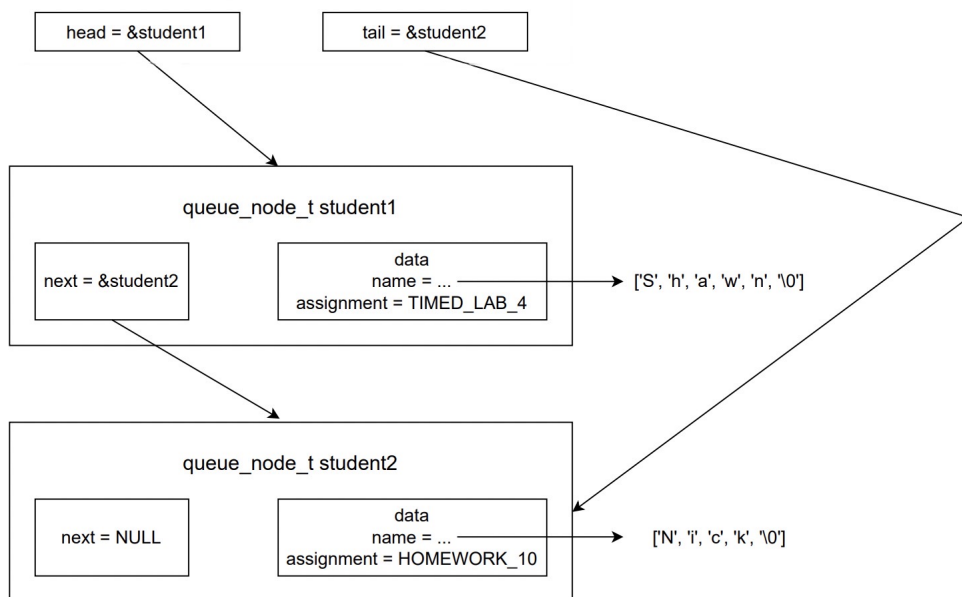 head = &student1
tail = &student2
queue_node_t student1
next = &student2
data
name = ...
assignment = TIMED_LAB_4
['S', 'h', 'a', 'w', 'n', '\0']
queue_node_t student2
next = NULL
data
name = ...
assignment = HOMEWORK_10
['N', 'i', 'c', 'k', '\0']